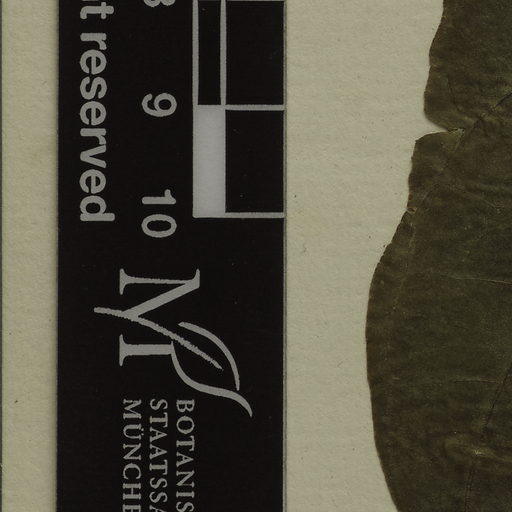 t reserved
8 9 10
M
BOTANIS
STAATSSA
MÜNCHE